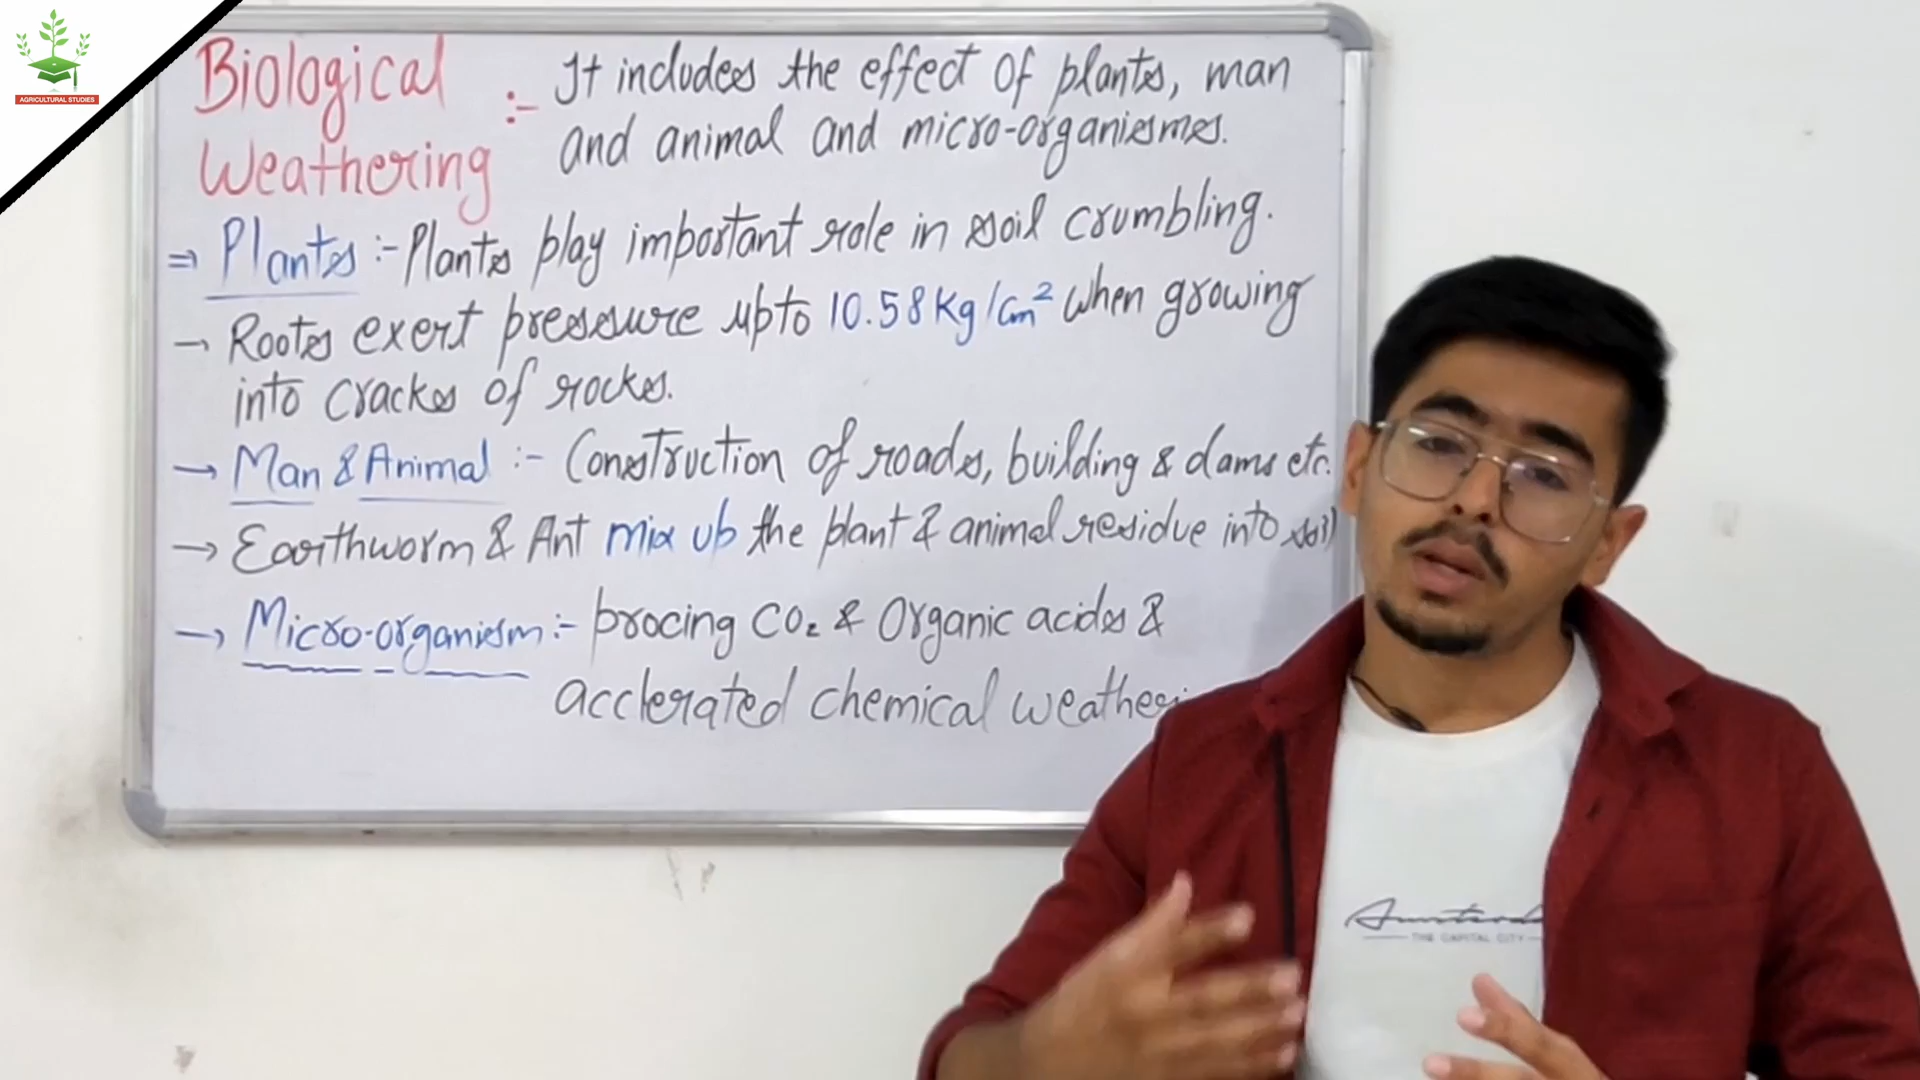 AGRICULTURAL STUDIES
Biological Weathering :- It includes the effect of plants, man
and animal and micro-organiesmes.
⇒ Plants :- Plants play important role in soil crumbling.
→ Roots exert pressure upto 10.58 Kg/cm² when growing
into cracks of rocks.
→ Man & Animal :- Construction of roads, building & dams etc.
→ Earthworm & Ant mix up the plant & animal residue into soil
→ Micro-organiesm :- procing CO₂ & Organic acids &
acclerated chemical
THE CAPITAL CITY